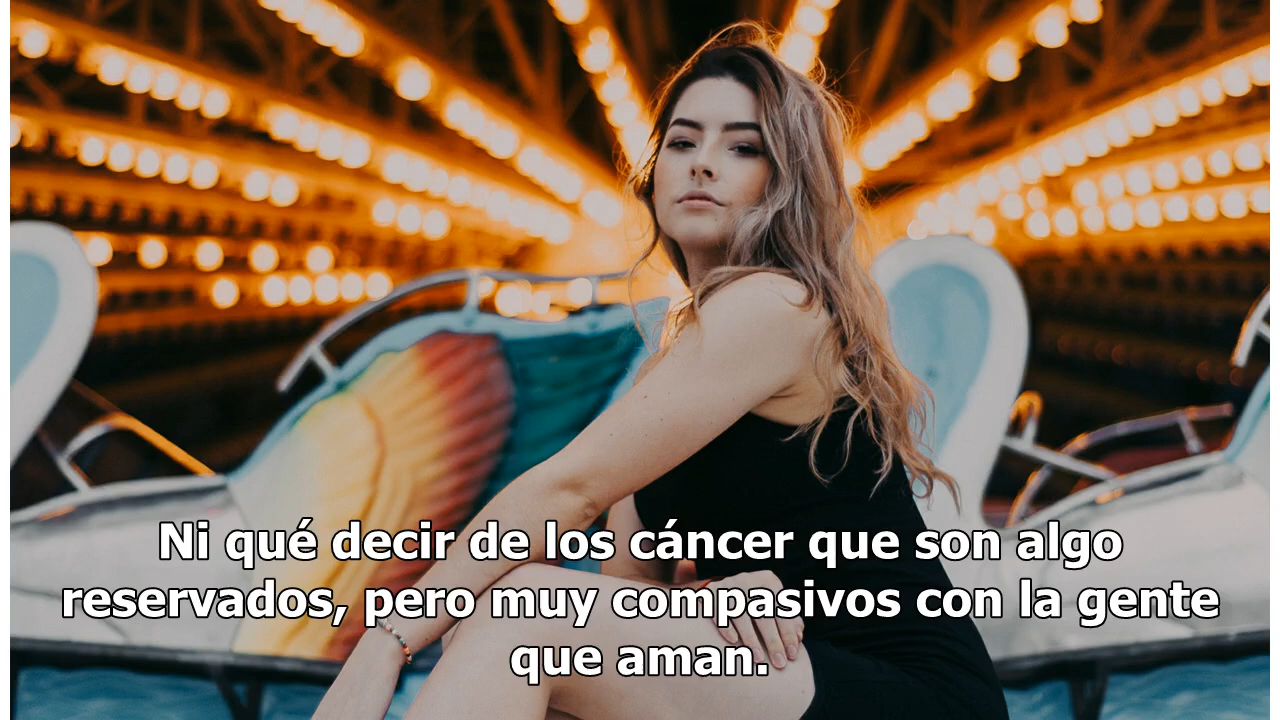 Ni qué decir de los cáncer que son algo
reservados, pero muy compasivos con la gente
que aman.